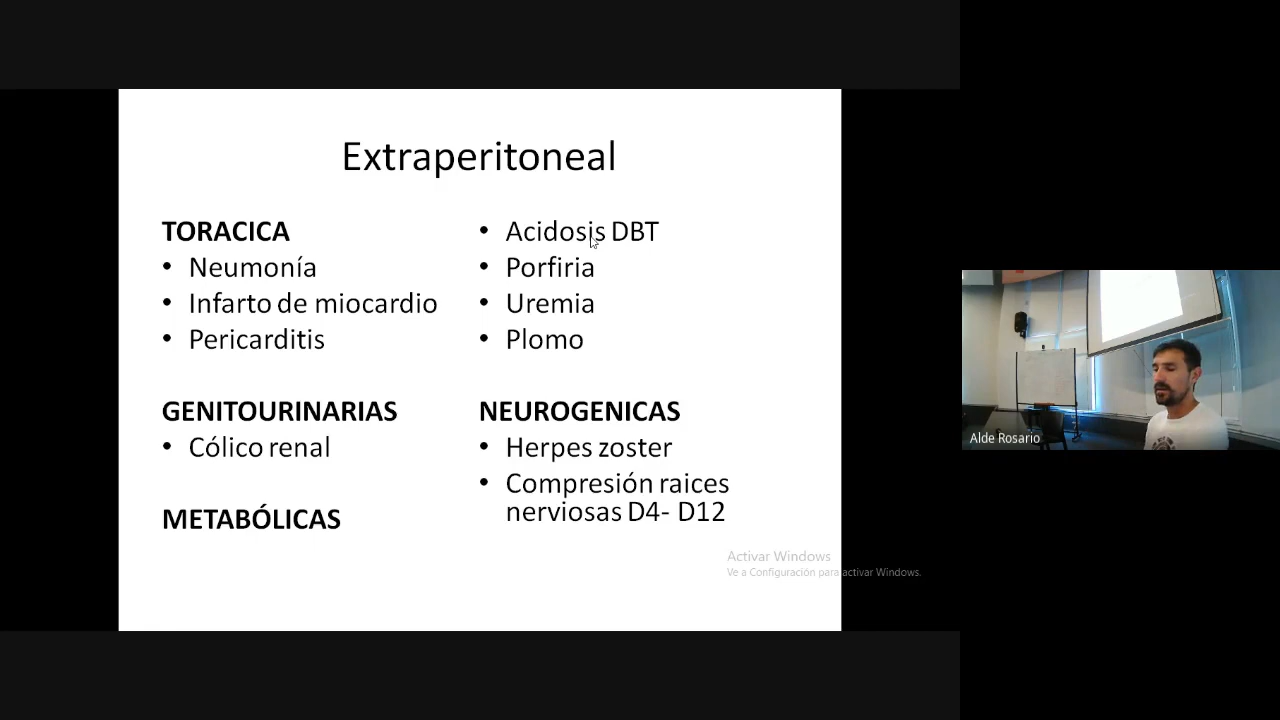 Extraperitoneal
TORACICA
• Neumonía
• Infarto de miocardio
• Pericarditis
GENITOURINARIAS
• Cólico renal
METABÓLICAS
• Acidosis DBT
• Porfiria
• Uremia
• Plomo
NEUROGENICAS
• Herpes zoster
• Compresión raices
nerviosas D4- D12
Activar Windows
Ve a Configuración para activar Windows.
Alde Rosario